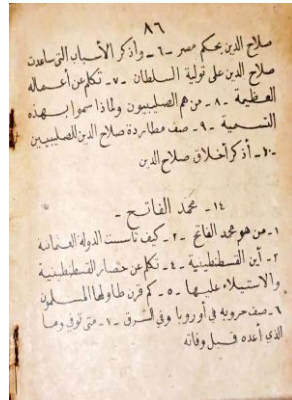 ٨٦
صلاح الدين بحكم مصر - ٦ - واذكر الأسباب التي ساعدت
صلاح الدين على تولية السلطان - ٧ - تكلم عن أعماله
العظيمة - ٨ - من هم الصليبيون ولماذا سموا بهذه
التسمية - ٩ - صف مطاردة صلاح الدين الصليبيين
- ١٠ - أذكر أخلاق صلاح الدين
١٤ - محمد الفاتح -
١ - من هو محمد الفاتح - ٢ - كيف تأسست الدولة العثمانية
٣ - أين القسطنطينية - ٤ - تكلم عن حصار القسطنطينية
والاستيلاء عليها - ٥ - كم قرن حاولها المسلمون
٦ - صف حروبه في أوروبا وفي الشرق - ٧ - متى توفي وما
الذي أعده قبل وفاته